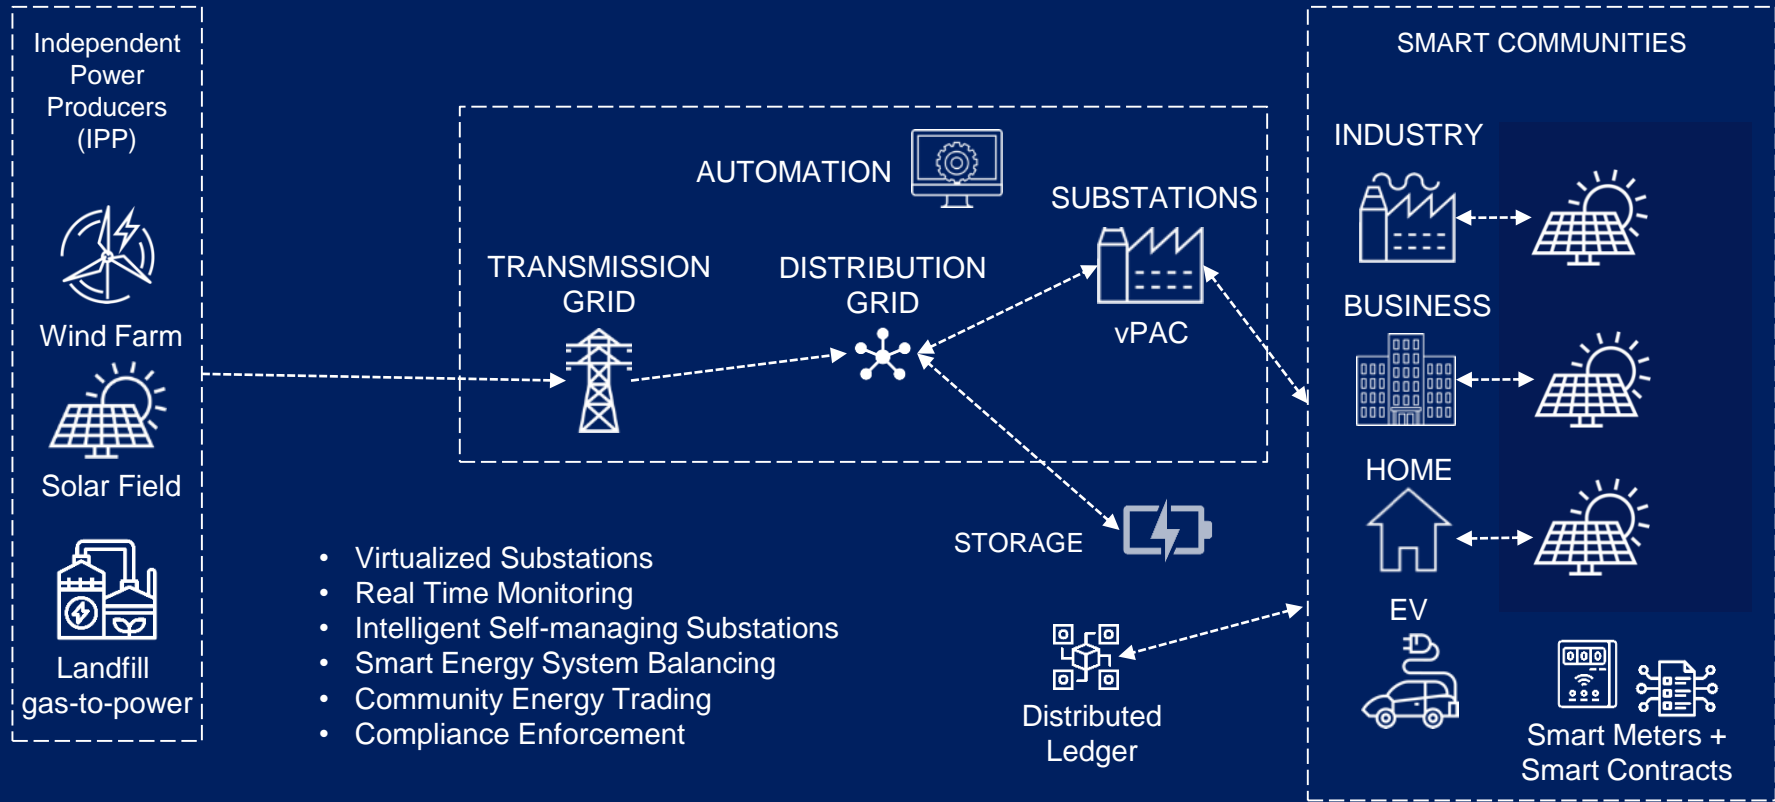 Independent
Power
Producers
(IPP)
Wind Farm
Solar Field
Landfill
gas-to-power
AUTOMATION
TRANSMISSION
GRID
DISTRIBUTION
GRID
SUBSTATIONS
vPAC
STORAGE
• Virtualized Substations
• Real Time Monitoring
• Intelligent Self-managing Substations
• Smart Energy System Balancing
• Community Energy Trading
• Compliance Enforcement
Distributed
Ledger
SMART COMMUNITIES
INDUSTRY
BUSINESS
HOME
EV
000
Smart Meters +
Smart Contracts